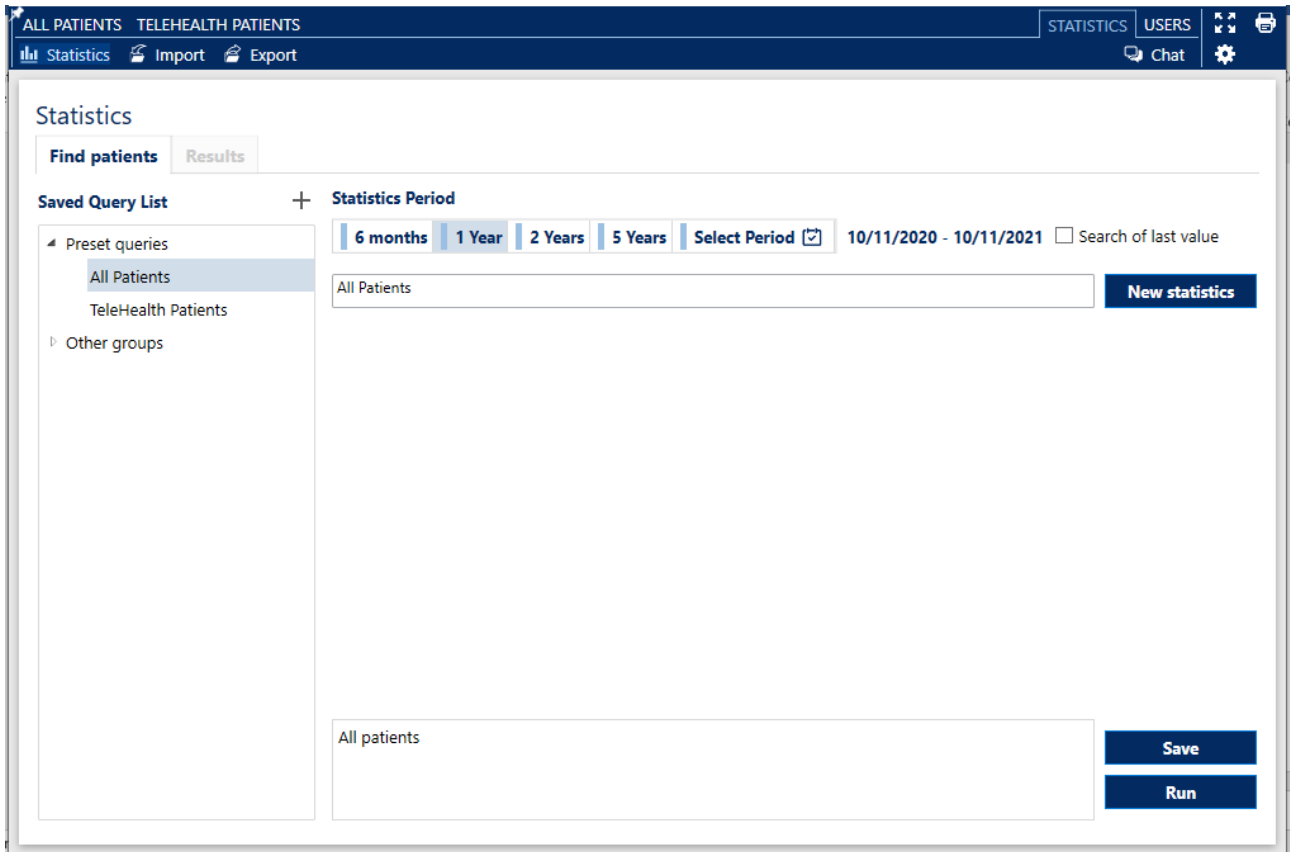 ALL PATIENTS TELEHEALTH PATIENTS STATISTICS USERS
Statistics Import Export Chat
Statistics
Find patients Results
Saved Query List
Statistics Period
6 months 1 Year 2 Years 5 Years Select Period 10/11/2020 - 10/11/2021 Search of last value
Preset queries
All Patients
TeleHealth Patients
Other groups
All Patients
New statistics
All patients
Save
Run